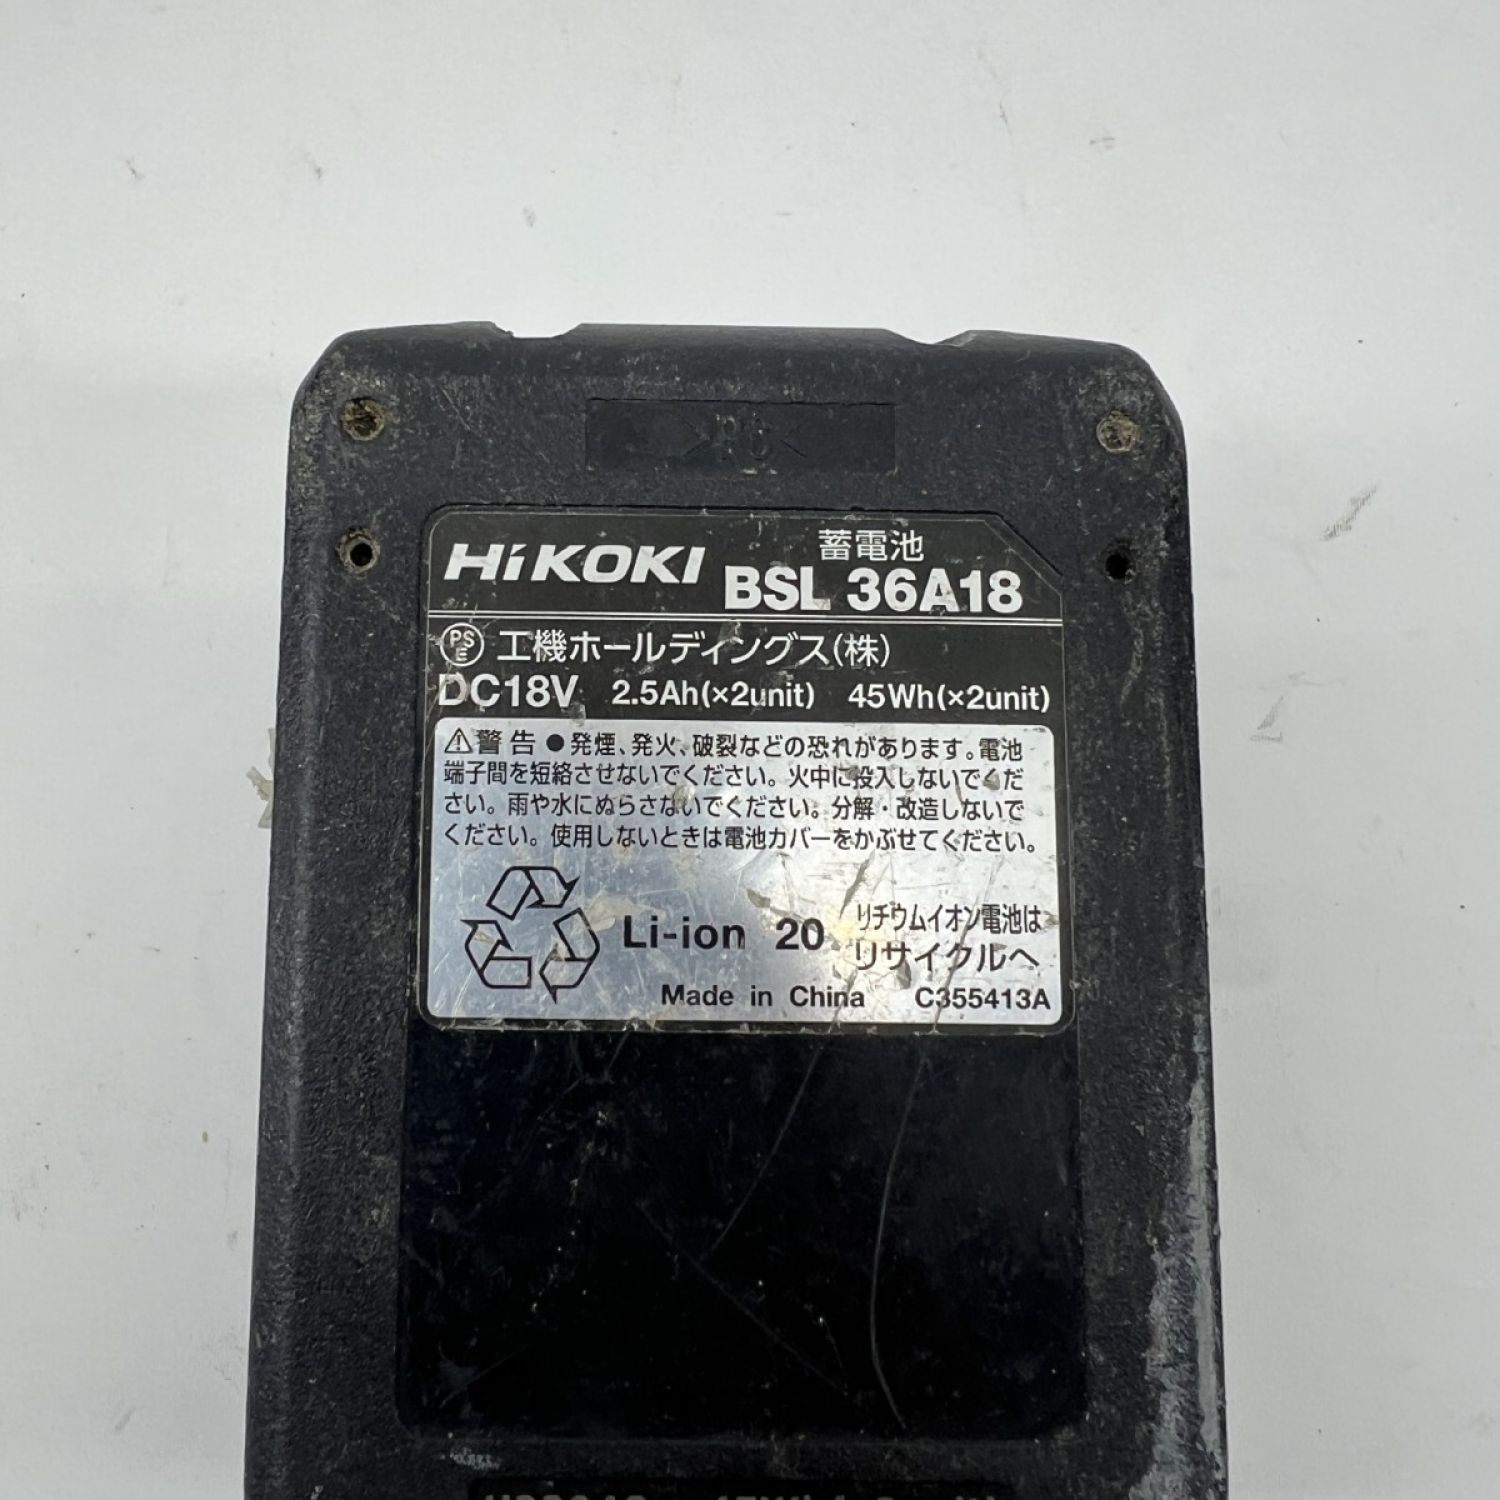 >PC<
HiKOKI
蓄電池
BSL 36A18
PS
E
工機ホールディングス(株)
DC18V 2.5Ah(×2unit) 45Wh(×2unit)
⚠警告 ●発煙、発火、破裂などの恐れがあります。電池
端子間を短絡させないでください。火中に投入しないでくだ
さい。雨や水にぬらさないでください。分解・改造しないで
ください。使用しないときは電池カバーをかぶせてください。
Li-ion 20
リチウムイオン電池は
リサイクルへ
Made in China C355413A